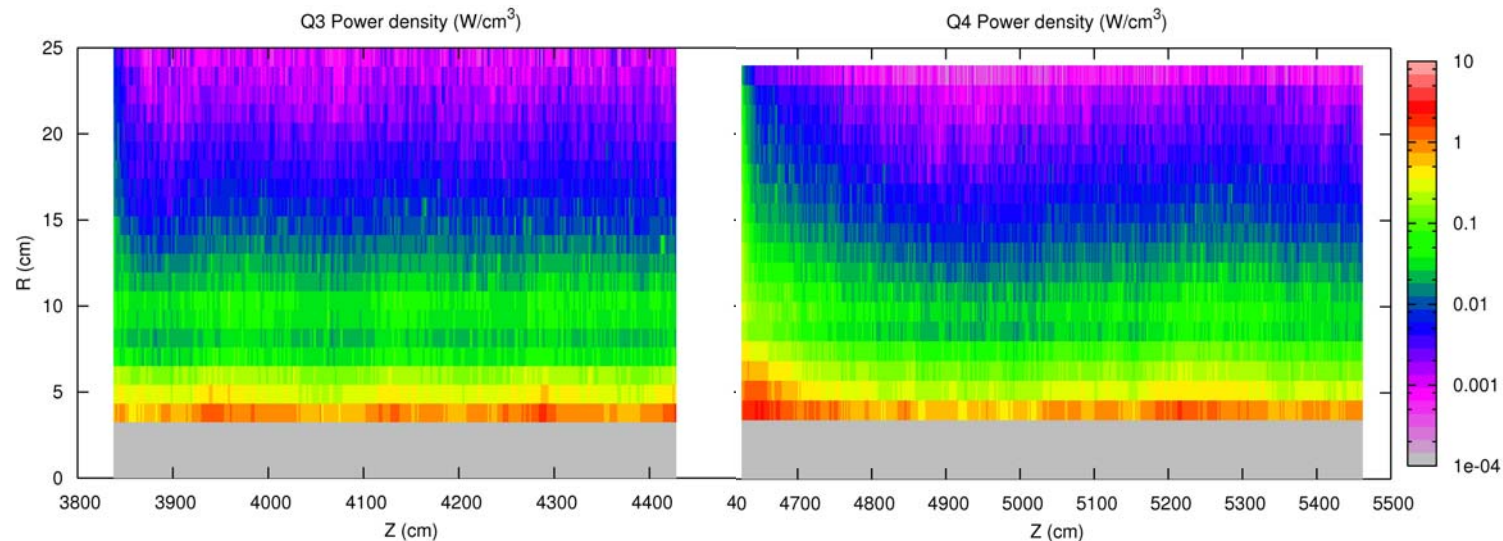 Q3 Power density (W/cm³)
Q4 Power density (W/cm³)
25
20
15
10
5
0
R (cm)
3800 3900 4000 4100 4200 4300 4400
Z (cm)
40 4700 4800 4900 5000 5100 5200 5300 5400 5500
Z (cm)
10
1
0.1
0.01
0.001
1e-04